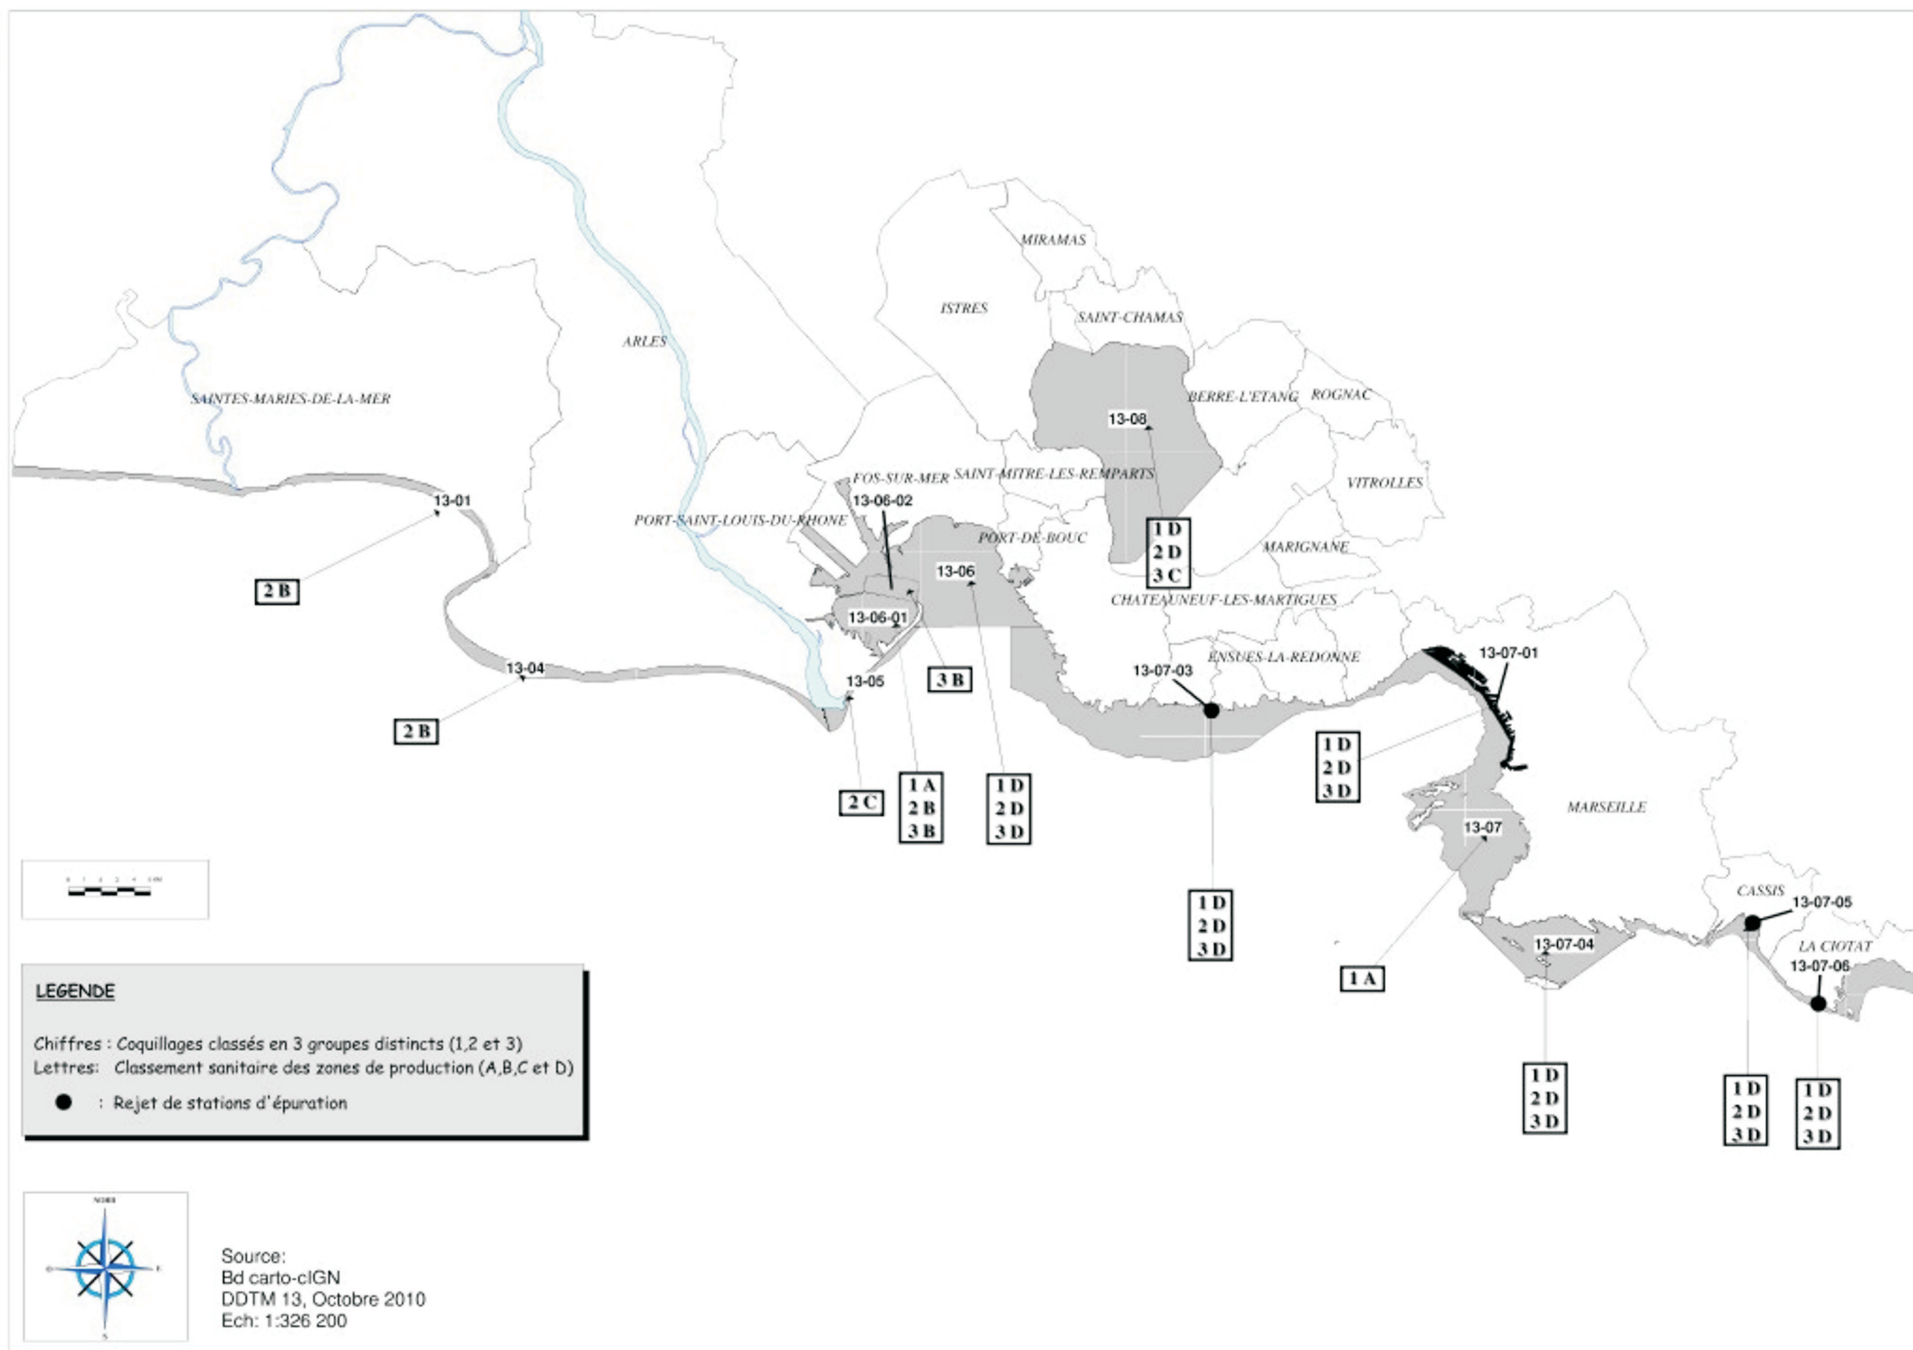 MIRAMAS
ISTRES
SAINT-CHAMAS
ARLES
SAINTES-MARIES-DE-LA-MER
BERRE-L'ETANG
ROGNAC
13-08
FOS-SUR-MER
SAINT-MITRE-LES-REMPARTS
VITROLLES
13-01
13-06-02
PORT-SAINT-LOUIS-DU-RHONE
PORT-DE-BOUC
1 D
2 D
3 C
MARIGNANE
13-06
2 B
CHATEAUNEUF-LES-MARTIGUES
13-06-01
13-04
13-05
3 B
13-07-03
ENSUES-LA-REDONNE
13-07-01
2 B
1 D
2 D
3 D
2 C
1 A
2 B
3 B
1 D
2 D
3 D
MARSEILLE
13-07
CASSIS
13-07-05
1 D
2 D
3 D
13-07-04
LA CIOTAT
13-07-06
1 A
1 D
2 D
3 D
1 D
2 D
3 D
1 D
2 D
3 D
LEGENDE
Chiffres : Coquillages classés en 3 groupes distincts (1,2 et 3)
Lettres: Classement sanitaire des zones de production (A,B,C et D)
: Rejet de stations d'épuration
NORD
O
E
S
Source:
Bd carto-cIGN
DDTM 13, Octobre 2010
Ech: 1:326 200